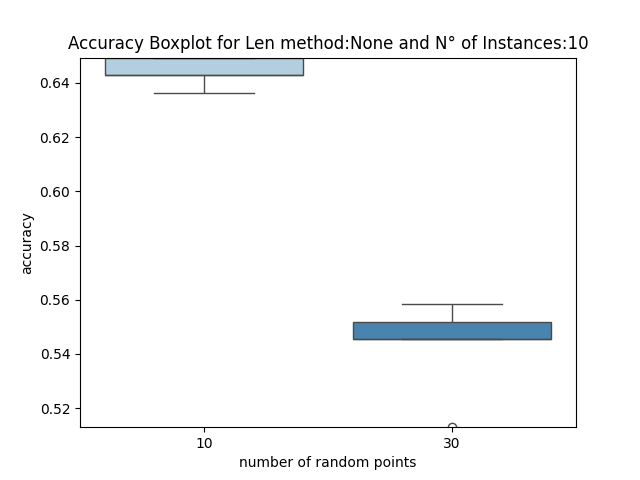 Accuracy Boxplot for Len method:None and N° of Instances:10
0.64
0.62
0.60
0.58
0.56
0.54
0.52
accuracy
10 30
number of random points